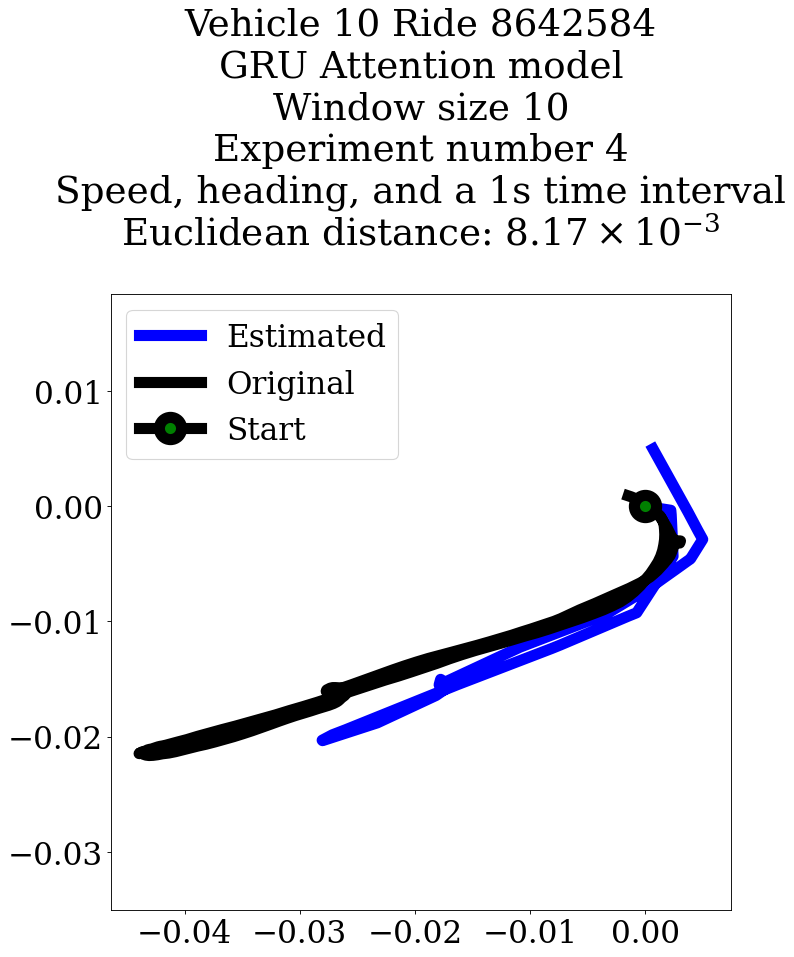 Vehicle 10 Ride 8642584
GRU Attention model
Window size 10
Experiment number 4
Speed, heading, and a 1s time interval
Euclidean distance: 8.17 × 10⁻³
Estimated
Original
Start
0.01
0.00
−0.01
−0.02
−0.03
−0.04 −0.03 −0.02 −0.01 0.00